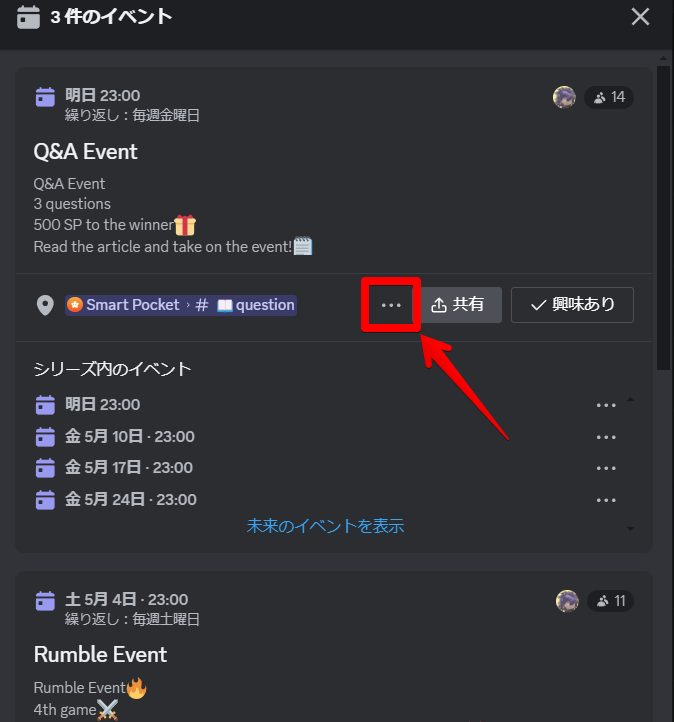 3 件のイベント
明日 23:00
繰り返し：毎週金曜日
14
Q&A Event
Q&A Event
3 questions
500 SP to the winner🎁
Read the article and take on the event!🗒️
Smart Pocket › # 📖question
... 共有 興味あり
シリーズ内のイベント
明日 23:00
金 5月 10日 · 23:00
金 5月 17日 · 23:00
金 5月 24日 · 23:00
未来のイベントを表示
土 5月 4日 · 23:00
繰り返し：毎週土曜日
11
Rumble Event
Rumble Event🔥
4th game⚔️